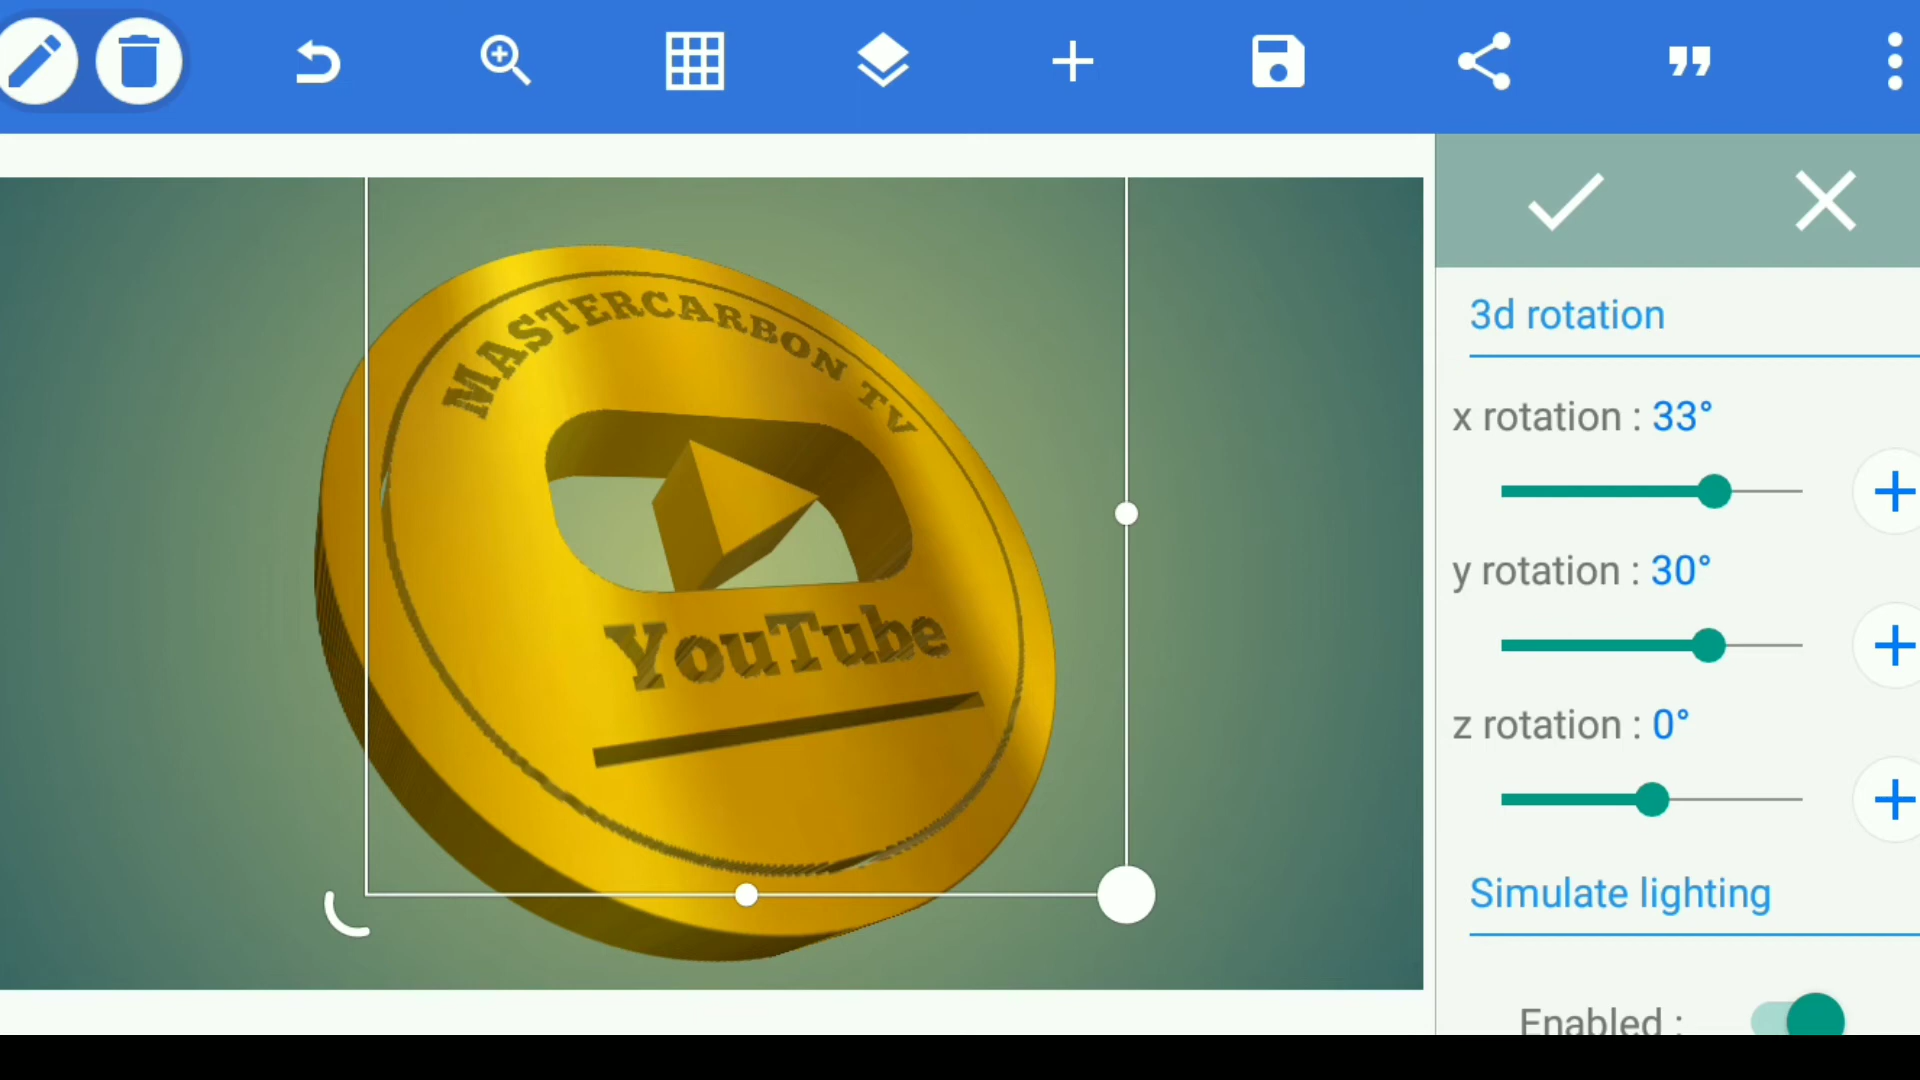 MASTERCARBON TV
YouTube
3d rotation
x rotation : 33°
y rotation : 30°
z rotation : 0°
Simulate lighting
Enabled :